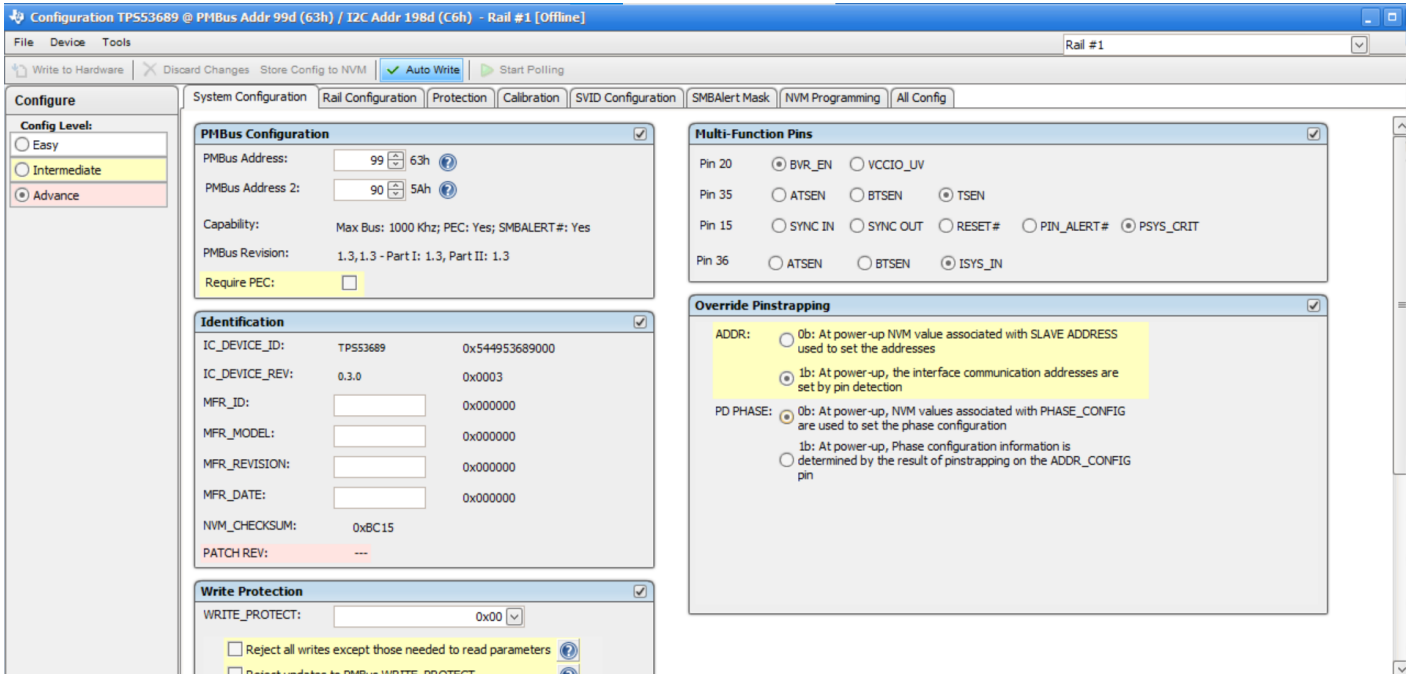 Configuration TPS53689 @ PMBus Addr 99d (63h) / I2C Addr 198d (C6h) - Rail #1 [Offline]
File Device Tools
Rail #1
Write to Hardware Discard Changes Store Config to NVM Auto Write Start Polling
Configure
Config Level:
Easy
Intermediate
Advance
System Configuration Rail Configuration Protection Calibration SVID Configuration SMBAlert Mask NVM Programming All Config
PMBus Configuration
PMBus Address: 99 63h
PMBus Address 2: 90 5Ah
Capability: Max Bus: 1000 Khz; PEC: Yes; SMBALERT#: Yes
PMBus Revision: 1.3,1.3 - Part I: 1.3, Part II: 1.3
Require PEC:
Identification
IC_DEVICE_ID: TPS53689 0x544953689000
IC_DEVICE_REV: 0.3.0 0x0003
MFR_ID: 0x000000
MFR_MODEL: 0x000000
MFR_REVISION: 0x000000
MFR_DATE: 0x000000
NVM_CHECKSUM: 0xBC15
PATCH REV: ---
Write Protection
WRITE_PROTECT: 0x00
Reject all writes except those needed to read parameters
Reject updates to PMBus WRITE_PROTECT
Multi-Function Pins
Pin 20 BVR_EN VCCIO_UV
Pin 35 ATSEN BTSEN TSEN
Pin 15 SYNC IN SYNC OUT RESET# PIN_ALERT# PSYS_CRIT
Pin 36 ATSEN BTSEN ISYS_IN
Override Pinstrapping
ADDR: 0b: At power-up NVM value associated with SLAVE ADDRESS
used to set the addresses
1b: At power-up, the interface communication addresses are
set by pin detection
PD PHASE: 0b: At power-up, NVM values associated with PHASE_CONFIG
are used to set the phase configuration
1b: At power-up, Phase configuration information is
determined by the result of pinstrapping on the ADDR_CONFIG
pin